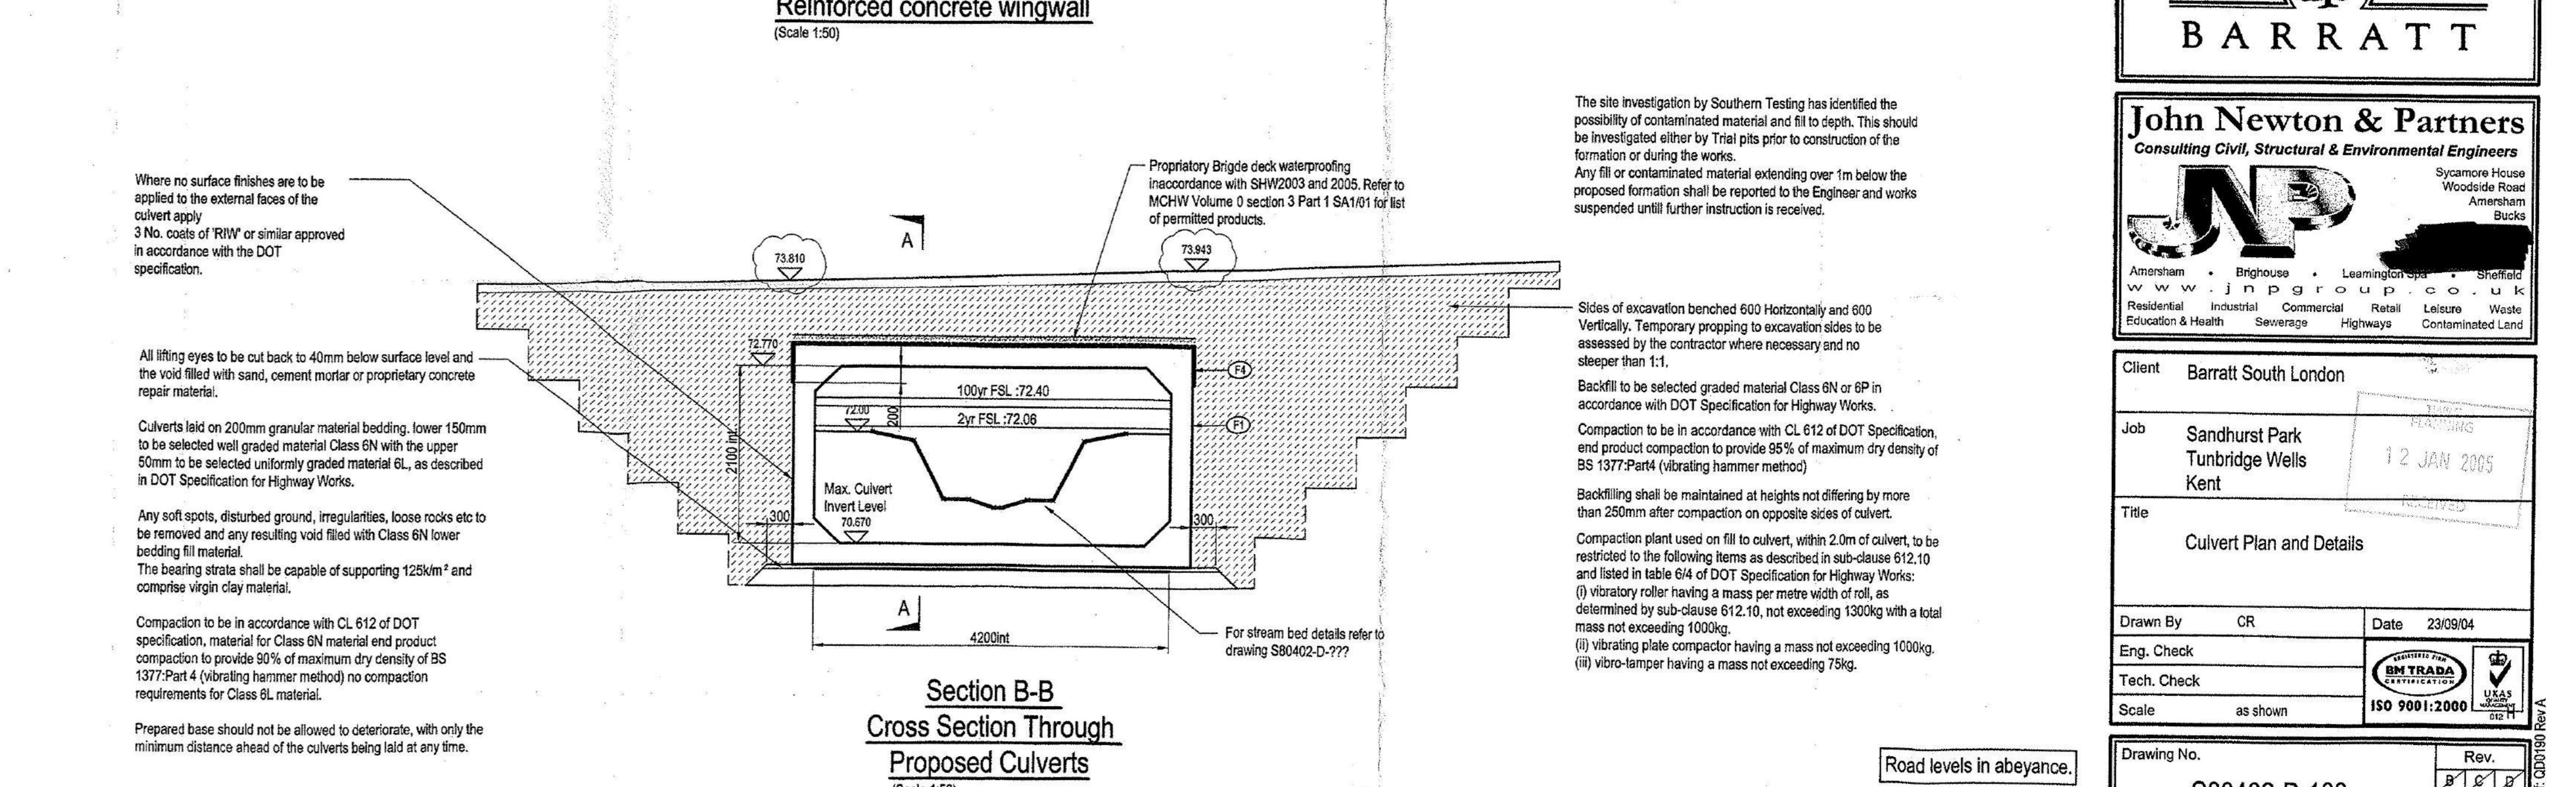 Reinforced concrete wingwall
(Scale 1:50)
Where no surface finishes are to be
applied to the external faces of the
culvert apply
3 No. coats of 'RIW' or similar approved
in accordance with the DOT
specification.
All lifting eyes to be cut back to 40mm below surface level and
the void filled with sand, cement mortar or proprietary concrete
repair material.
Culverts laid on 200mm granular material bedding. lower 150mm
to be selected well graded material Class 6N with the upper
50mm to be selected uniformly graded material 6L, as described
in DOT Specification for Highway Works.
Any soft spots, disturbed ground, irregularities, loose rocks etc to
be removed and any resulting void filled with Class 6N lower
bedding fill material.
The bearing strata shall be capable of supporting 125k/m² and
comprise virgin clay material.
Compaction to be in accordance with CL 612 of DOT
specification, material for Class 6N material end product
compaction to provide 90% of maximum dry density of BS
1377:Part 4 (vibrating hammer method) no compaction
requirements for Class 6L material.
Prepared base should not be allowed to deteriorate, with only the
minimum distance ahead of the culverts being laid at any time.
Propriatory Brigde deck waterproofing
inaccordance with SHW2003 and 2005. Refer to
MCHW Volume 0 section 3 Part 1 SA1/01 for list
of permitted products.
A
73.810
73.943
72.770
F4
100yr FSL :72.40
72.00
200
2yr FSL :72.06
F1
2100 int
Max. Culvert
Invert Level
70.670
300
300
A
4200int
For stream bed details refer to
drawing S80402-D-???
Section B-B
Cross Section Through
Proposed Culverts
(Scale 1:50)
The site investigation by Southern Testing has identified the
possibility of contaminated material and fill to depth. This should
be investigated either by Trial pits prior to construction of the
formation or during the works.
Any fill or contaminated material extending over 1m below the
proposed formation shall be reported to the Engineer and works
suspended untill further instruction is received.
Sides of excavation benched 600 Horizontally and 600
Vertically. Temporary propping to excavation sides to be
assessed by the contractor where necessary and no
steeper than 1:1.
Backfill to be selected graded material Class 6N or 6P in
accordance with DOT Specification for Highway Works.
Compaction to be in accordance with CL 612 of DOT Specification,
end product compaction to provide 95% of maximum dry density of
BS 1377:Part4 (vibrating hammer method)
Backfilling shall be maintained at heights not differing by more
than 250mm after compaction on opposite sides of culvert.
Compaction plant used on fill to culvert, within 2.0m of culvert, to be
restricted to the following items as described in sub-clause 612.10
and listed in table 6/4 of DOT Specification for Highway Works:
(i) vibratory roller having a mass per metre width of roll, as
determined by sub-clause 612.10, not exceeding 1300kg with a total
mass not exceeding 1000kg.
(ii) vibrating plate compactor having a mass not exceeding 1000kg.
(iii) vibro-tamper having a mass not exceeding 75kg.
Road levels in abeyance.
BARRATT
John Newton & Partners
Consulting Civil, Structural & Environmental Engineers
JNP
Sycamore House
Woodside Road
Amersham
Bucks
Amersham • Brighouse • Leamington Spa • Sheffield
www.jnpgroup.co.uk
Residential Industrial Commercial Retail Leisure Waste
Education & Health Sewerage Highways Contaminated Land
Client Barratt South London
Job Sandhurst Park
Tunbridge Wells
Kent
PLANNING
12 JAN 2005
RECEIVED
Title
Culvert Plan and Details
Drawn By CR Date 23/09/04
Eng. Check
Tech. Check
Scale as shown
REGISTERED FIRM
BM TRADA
CERTIFICATION
ISO 9001:2000
UKAS
QUALITY
MANAGEMENT
012
Drawing No. Rev.
B C D
QD0190 Rev A